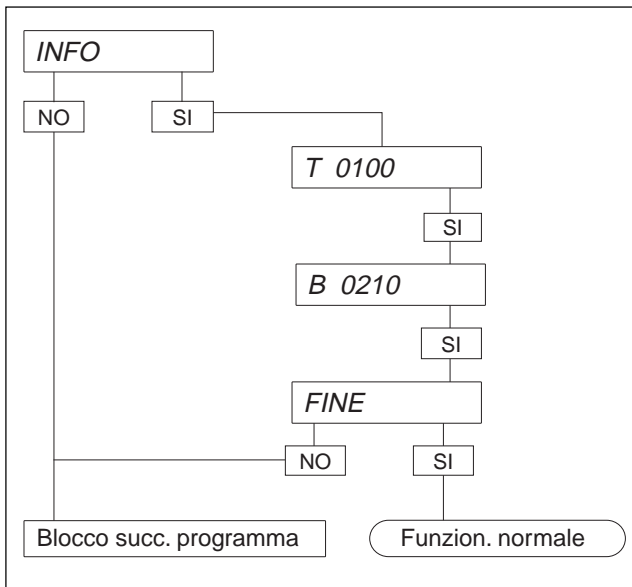 INFO
NO SI
T 0100
SI
B 0210
SI
FINE
NO SI
Blocco succ. programma Funzion. normale